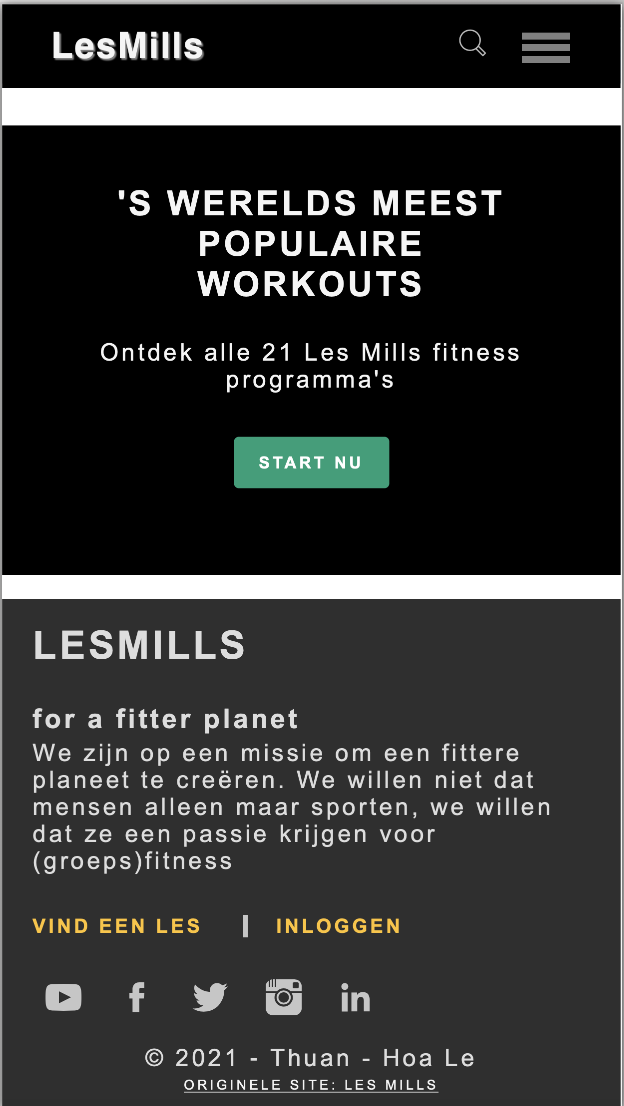 LesMills
'S WERELDS MEEST
POPULAIRE
WORKOUTS
Ontdek alle 21 Les Mills fitness
programma's
START NU
LESMILLS
for a fitter planet
We zijn op een missie om een fittere
planeet te creëren. We willen niet dat
mensen alleen maar sporten, we willen
dat ze een passie krijgen voor
(groeps)fitness
VIND EEN LES | INLOGGEN
© 2021 - Thuan - Hoa Le
ORIGINELE SITE: LES MILLS